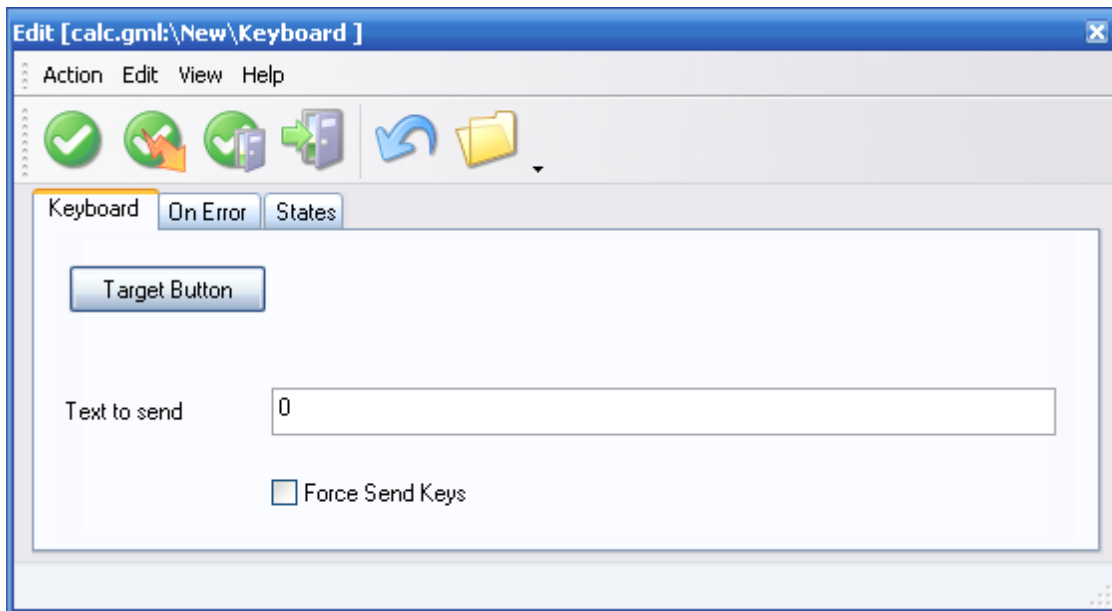 Edit [calc.gml:\New\Keyboard ]
Action Edit View Help
Keyboard On Error States
Target Button
Text to send 0
Force Send Keys